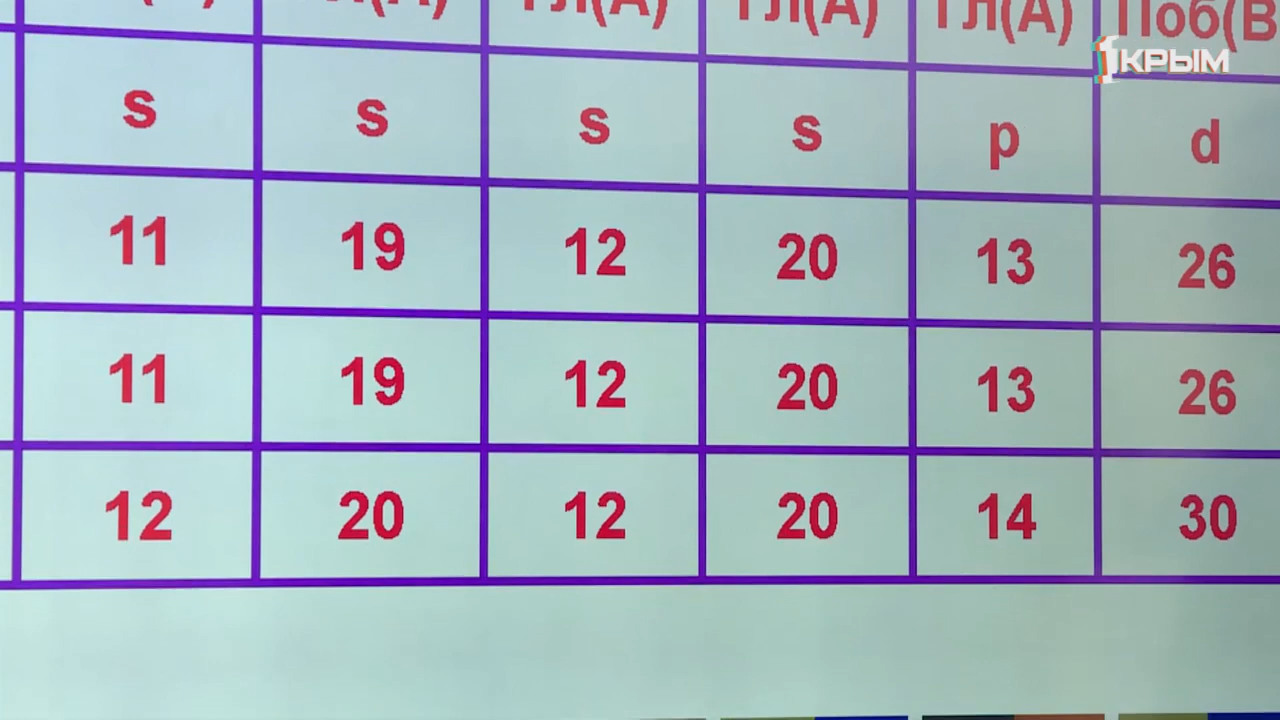 Гл(А) Гл(А) Гл(А) Поб(В
1КРЫМ
s s s s p d
11 19 12 20 13 26
11 19 12 20 13 26
12 20 12 20 14 30